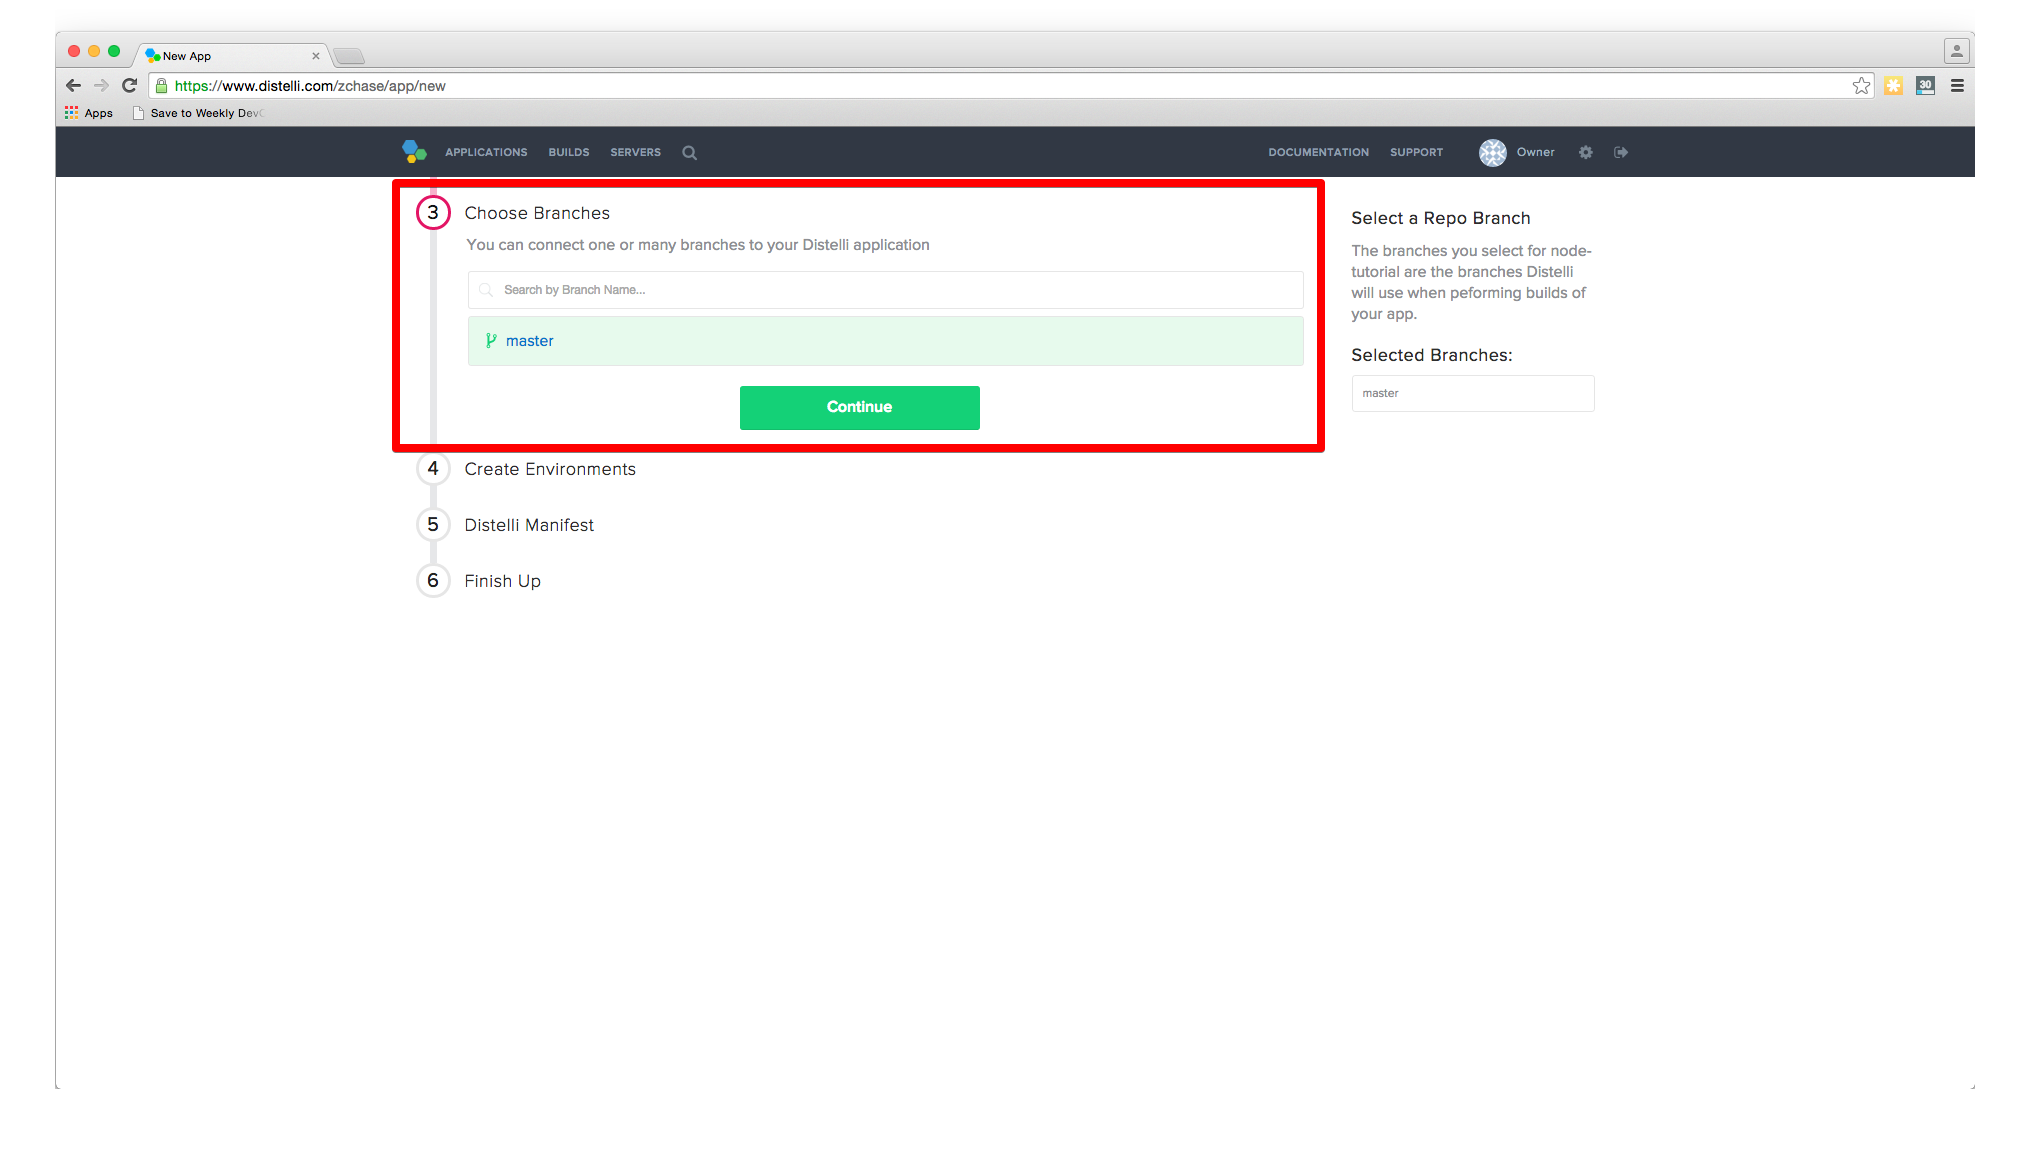 New App
https://www.distelli.com/zchase/app/new
30
Apps
Save to Weekly Dev
APPLICATIONS BUILDS SERVERS
DOCUMENTATION SUPPORT Owner
3 Choose Branches
You can connect one or many branches to your Distelli application
Search by Branch Name...
master
Continue
4 Create Environments
5 Distelli Manifest
6 Finish Up
Select a Repo Branch
The branches you select for node-
tutorial are the branches Distelli
will use when peforming builds of
your app.
Selected Branches:
master